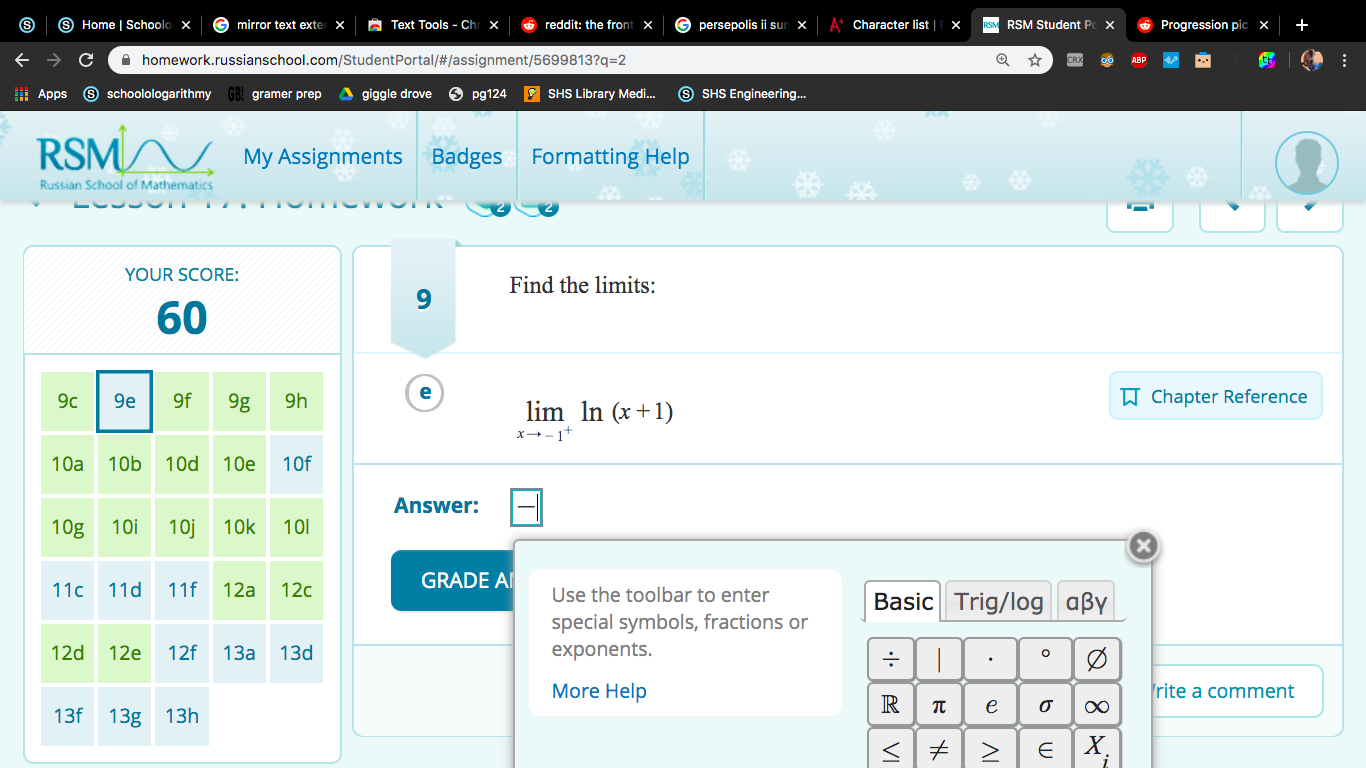 Home | Schoolo
mirror text exte
Text Tools - Ch
reddit: the front
persepolis ii sur
Character list |
RSM Student Po
Progression pic
homework.russianschool.com/StudentPortal/#/assignment/5699813?q=2
CRX
ABP
Apps
schoolologarithmy
GB!
gramer prep
giggle drove
pg124
SHS Library Medi...
SHS Engineering...
RSM
Russian School of Mathematics
My Assignments
Badges
Formatting Help
Lesson 17: Homework
2
2
YOUR SCORE:
60
9c 9e 9f 9g 9h
10a 10b 10d 10e 10f
10g 10i 10j 10k 10l
11c 11d 11f 12a 12c
12d 12e 12f 13a 13d
13f 13g 13h
9
Find the limits:
e
lim ln (x+1)
x→−1⁺
Chapter Reference
Answer:
−
GRADE A
Use the toolbar to enter
special symbols, fractions or
exponents.
More Help
Basic
Trig/log
αβγ
÷ | · ° ∅
ℝ π e σ ∞
≤ ≠ ≥ ∈ Xᵢ
rite a comment